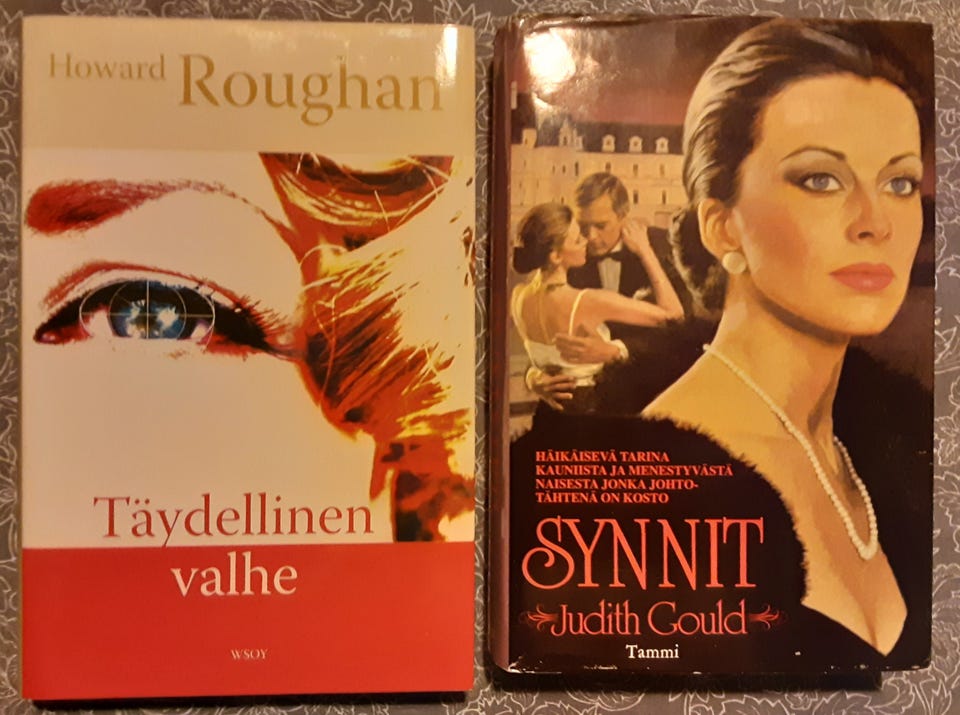 Howard Roughan
Täydellinen
valhe
WSOY
HÄIKÄISEVÄ TARINA
KAUNIISTA JA MENESTYVÄSTÄ
NAISESTA JONKA JOHTO-
TÄHTENÄ ON KOSTO
SYNNIT
Judith Gould
Tammi